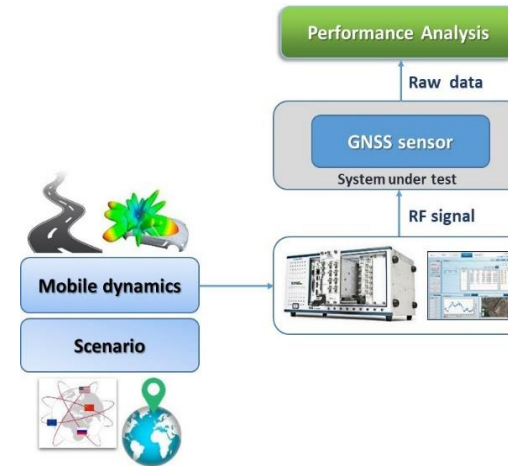 Performance Analysis
Raw data
GNSS sensor
System under test
RF signal
Mobile dynamics
Scenario